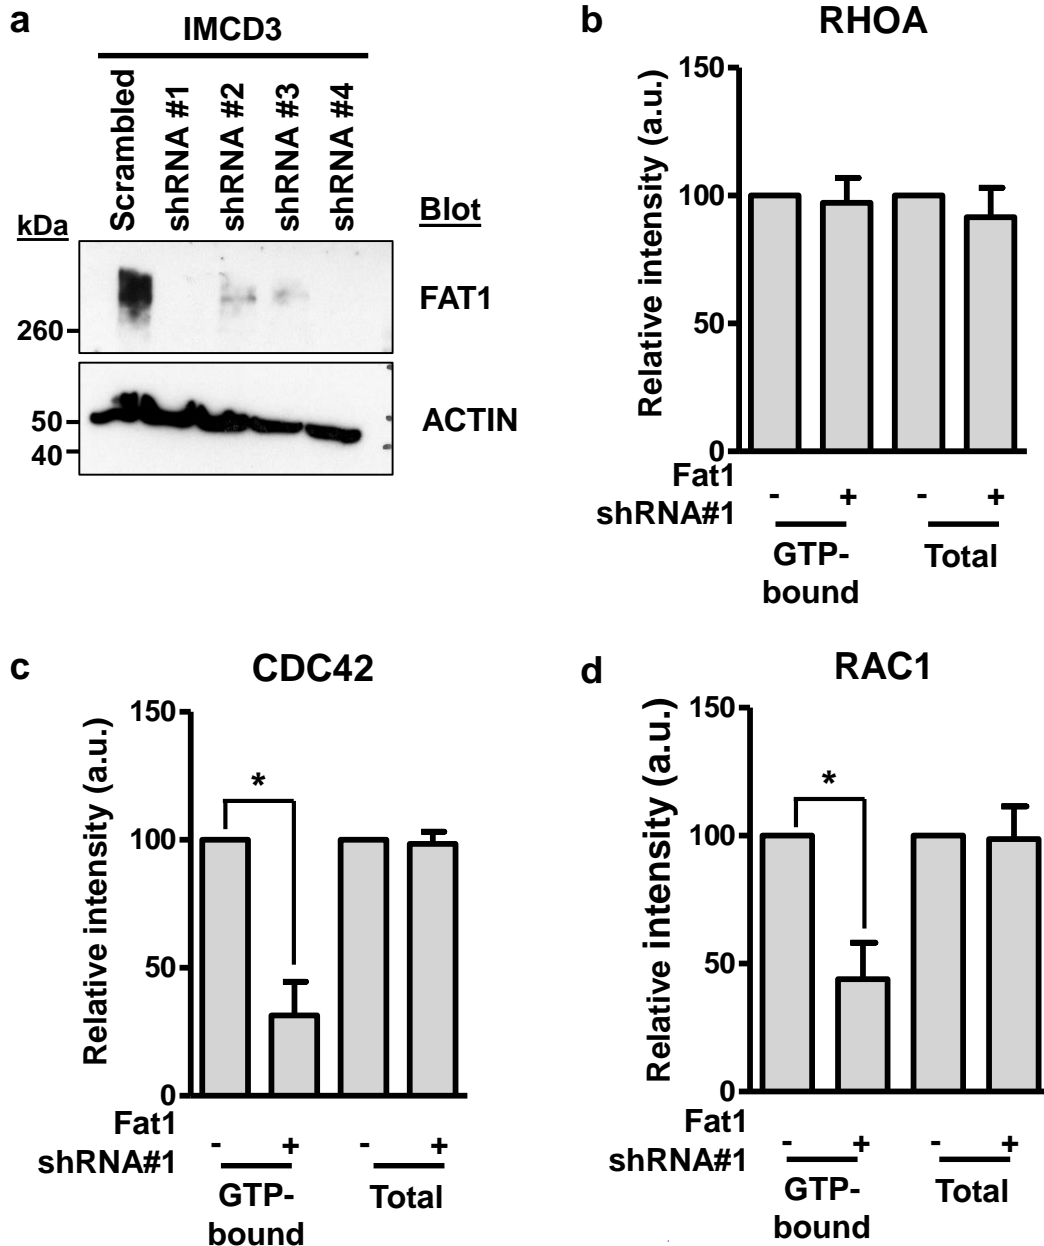 a
IMCD3
Scrambled
shRNA #1
shRNA #2
shRNA #3
shRNA #4
kDa
Blot
260
FAT1
50
40
ACTIN
b
RHOA
Relative intensity (a.u.)
150
100
50
0
Fat1
shRNA#1
- + - +
GTP-
bound
Total
c
CDC42
Relative intensity (a.u.)
150
100
50
0
*
Fat1
shRNA#1
- + - +
GTP-
bound
Total
d
RAC1
Relative intensity (a.u.)
150
100
50
0
*
Fat1
shRNA#1
- + - +
GTP-
bound
Total